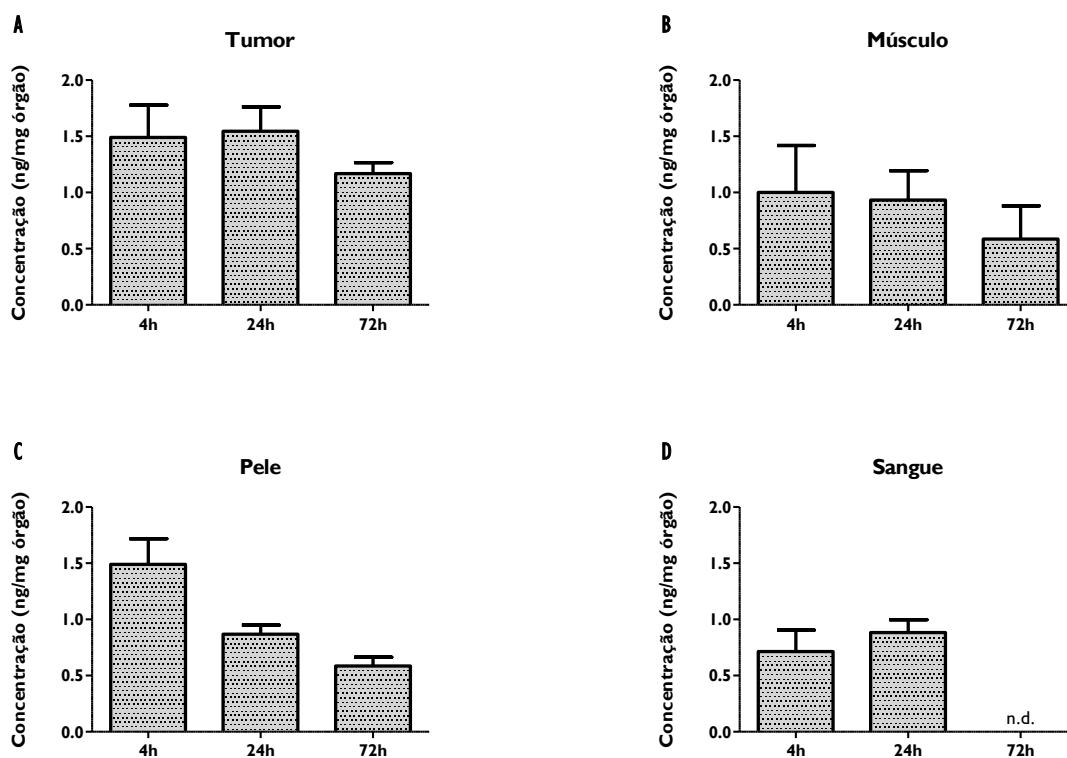 A
Tumor
Concentração (ng/mg órgão)
2.0
1.5
1.0
0.5
0.0
4h 24h 72h
B
Músculo
Concentração (ng/mg órgão)
2.0
1.5
1.0
0.5
0.0
4h 24h 72h
C
Pele
Concentração (ng/mg órgão)
2.0
1.5
1.0
0.5
0.0
4h 24h 72h
D
Sangue
Concentração (ng/mg órgão)
2.0
1.5
1.0
0.5
0.0
n.d.
4h 24h 72h